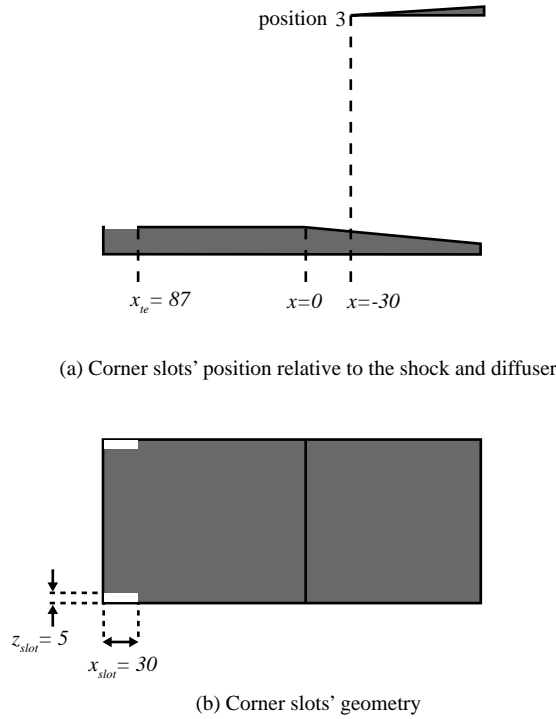 position 3
x_te = 87
x=0
x=-30
(a) Corner slots' position relative to the shock and diffuser
z_slot = 5
x_slot = 30
(b) Corner slots' geometry